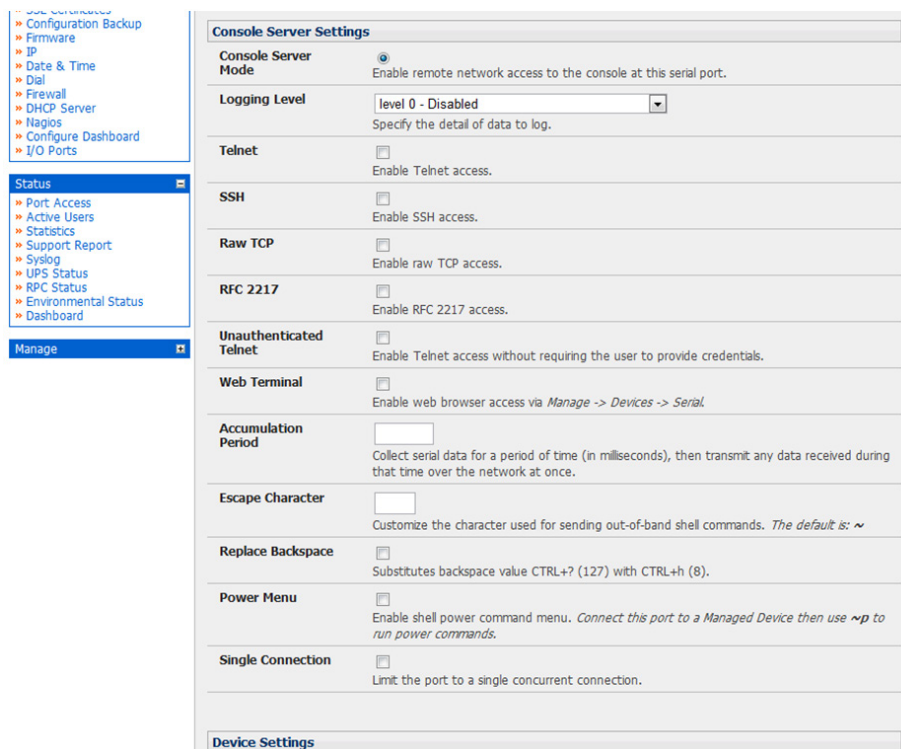 SSL Certificates
» Configuration Backup
» Firmware
» IP
» Date & Time
» Dial
» Firewall
» DHCP Server
» Nagios
» Configure Dashboard
» I/O Ports
Status
» Port Access
» Active Users
» Statistics
» Support Report
» Syslog
» UPS Status
» RPC Status
» Environmental Status
» Dashboard
Manage
Console Server Settings
Console Server
Mode
Enable remote network access to the console at this serial port.
Logging Level
level 0 - Disabled
Specify the detail of data to log.
Telnet
Enable Telnet access.
SSH
Enable SSH access.
Raw TCP
Enable raw TCP access.
RFC 2217
Enable RFC 2217 access.
Unauthenticated
Telnet
Enable Telnet access without requiring the user to provide credentials.
Web Terminal
Enable web browser access via Manage -> Devices -> Serial.
Accumulation
Period
Collect serial data for a period of time (in milliseconds), then transmit any data received during
that time over the network at once.
Escape Character
Customize the character used for sending out-of-band shell commands. The default is: ~
Replace Backspace
Substitutes backspace value CTRL+? (127) with CTRL+h (8).
Power Menu
Enable shell power command menu. Connect this port to a Managed Device then use ~p to
run power commands.
Single Connection
Limit the port to a single concurrent connection.
Device Settings